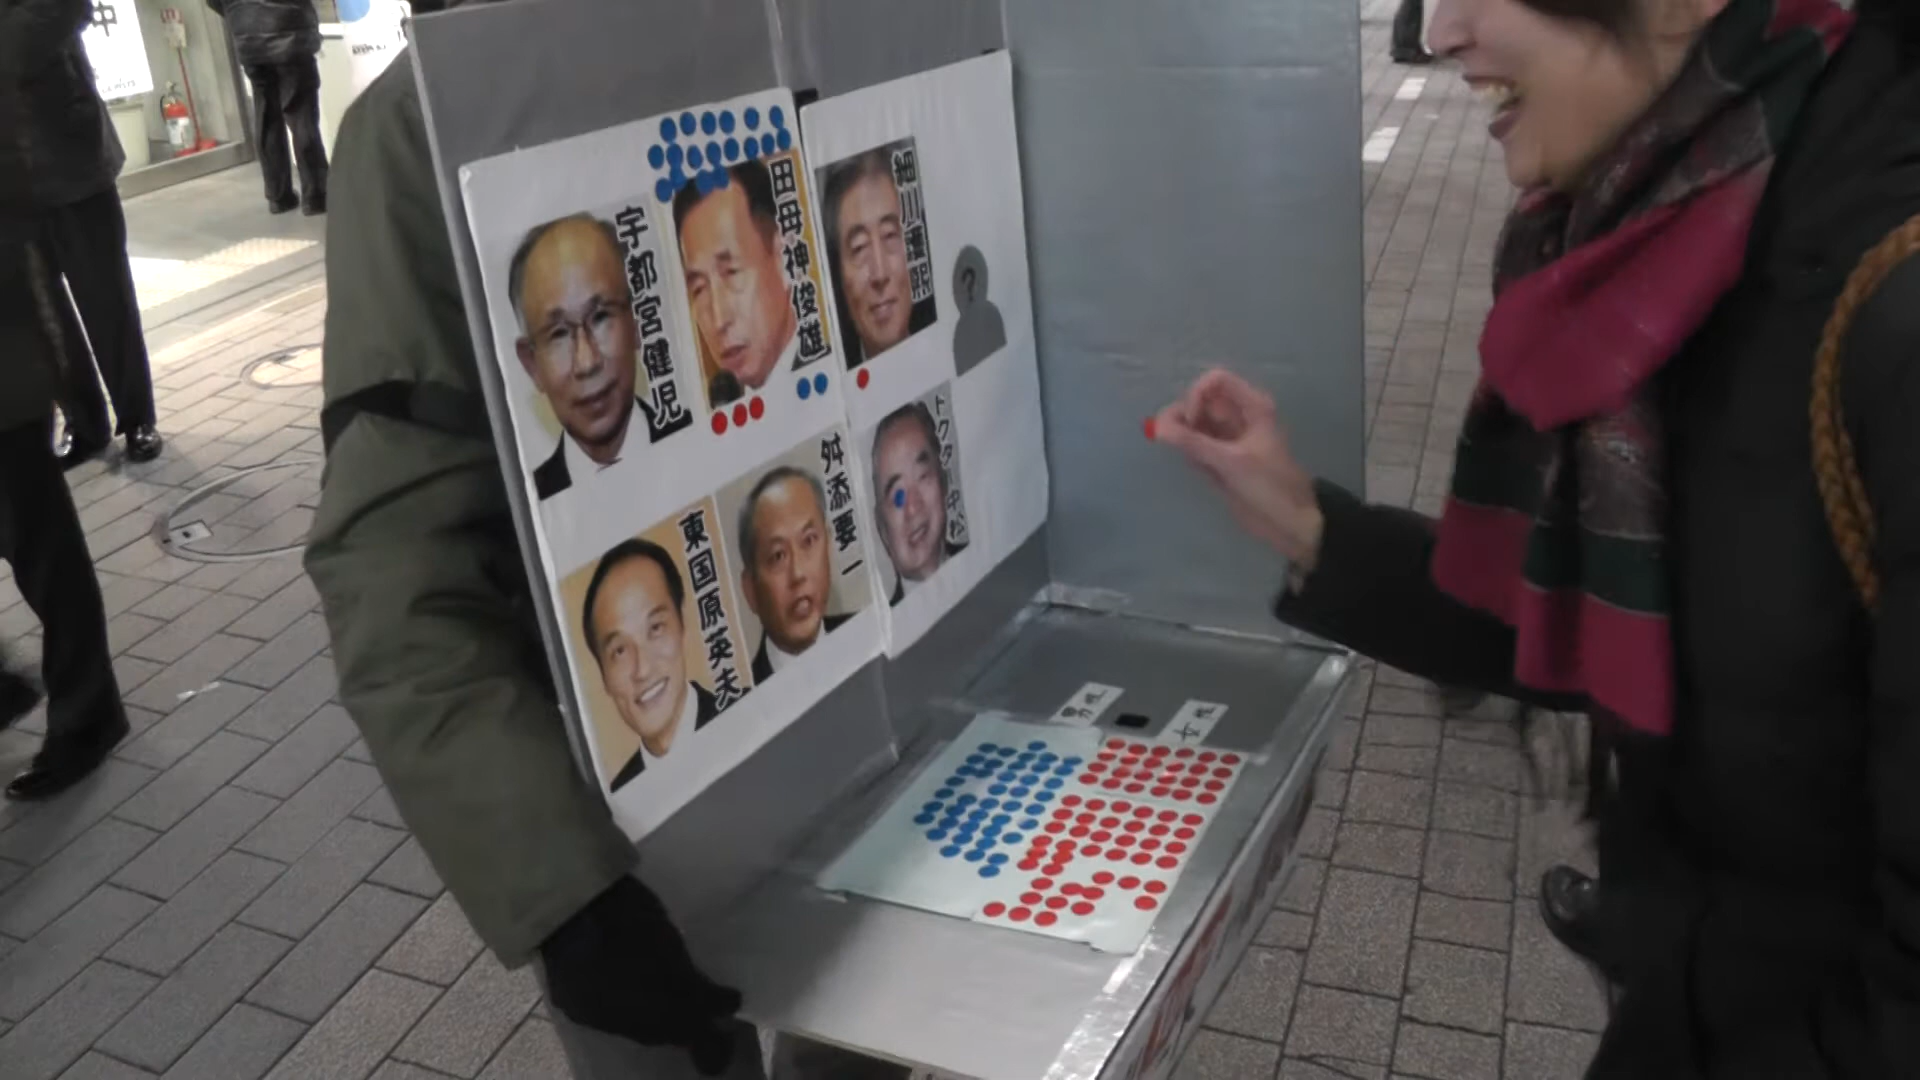 中
宇都宮健児
田母神俊雄
細川護熙
?
東国原英夫
舛添要一
ドクター中松
男性
女性